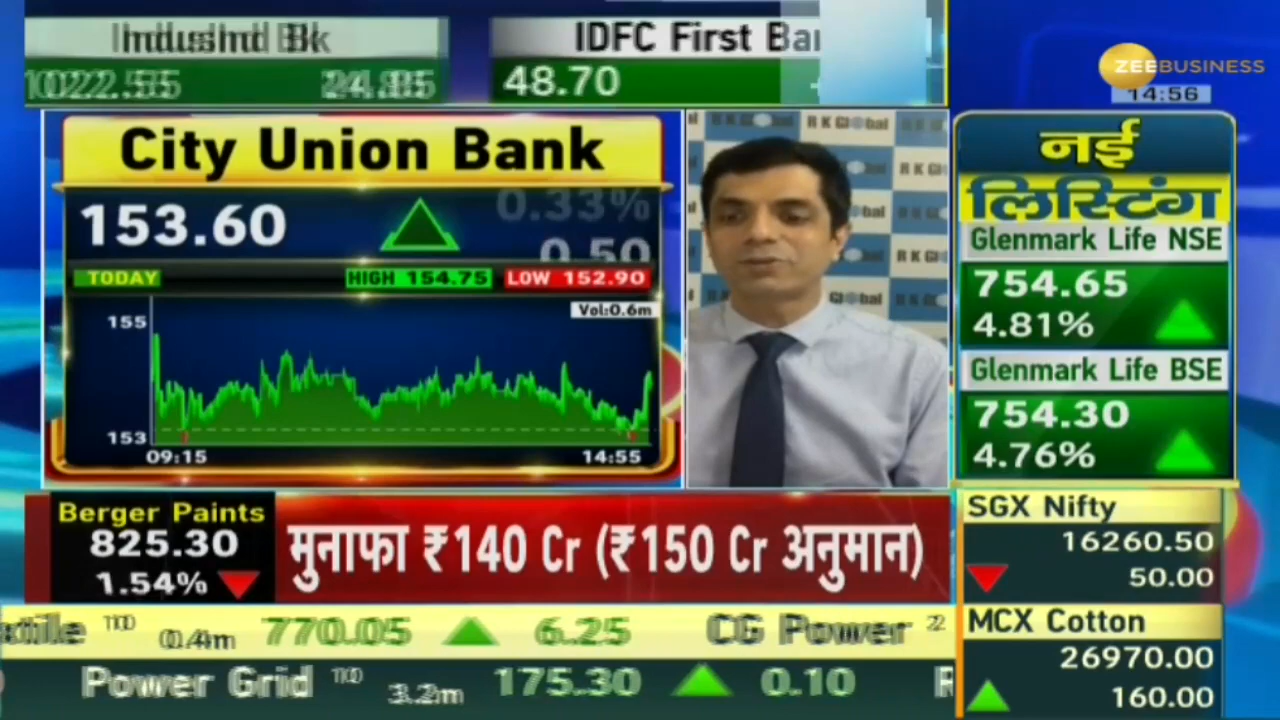 IndusInd Bk
IDFC First Ba
48.70
ZEEBUSINESS
14:56
City Union Bank
153.60
0.33%
0.50
TODAY
HIGH 154.75
LOW 152.90
Vol:0.6m
155
153
09:15
14:55
RK Global
नई
लिस्टिंग
Glenmark Life NSE
754.65
4.81%
Glenmark Life BSE
754.30
4.76%
Berger Paints
825.30
1.54%
मुनाफा ₹140 Cr (₹150 Cr अनुमान)
SGX Nifty
16260.50
50.00
MCX Cotton
26970.00
160.00
0.4m 770.05 6.25 CG Power
Power Grid 3.2m 175.30 0.10